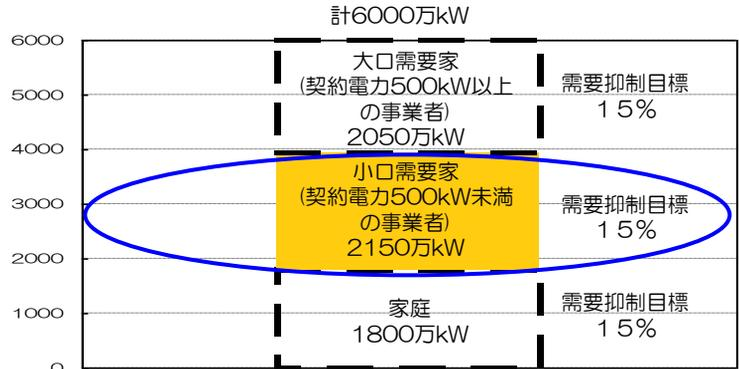 計6000万kW
6000
大口需要家
(契約電力500kW以上
の事業者)
2050万kW
需要抑制目標
１５%
5000
4000
小口需要家
(契約電力500kW未満
の事業者)
2150万kW
需要抑制目標
１５%
3000
2000
家庭
1800万kW
需要抑制目標
１５%
1000
0